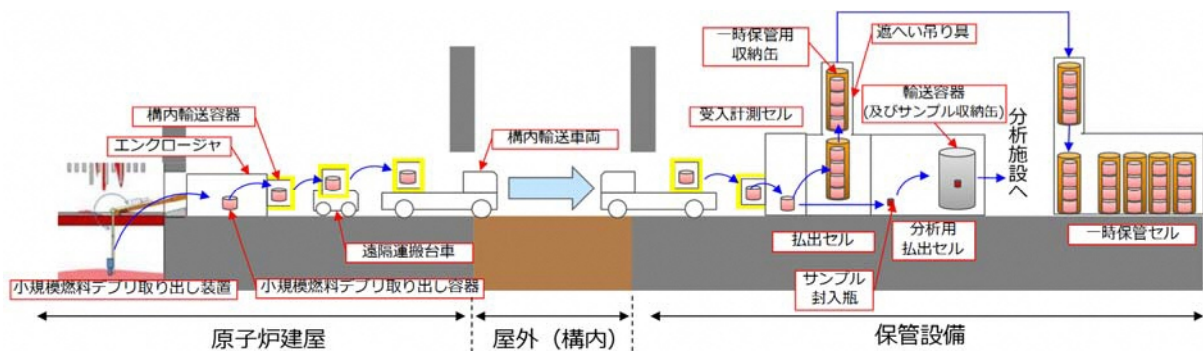 一時保管用
収納缶
遮へい吊り具
構内輸送容器
輸送容器
(及びサンプル収納缶)
受入計測セル
エンクロージャ
構内輸送車両
分析施設へ
遠隔運搬台車
払出セル
分析用
払出セル
一時保管セル
小規模燃料デブリ取り出し装置
小規模燃料デブリ取り出し容器
サンプル
封入瓶
原子炉建屋
屋外（構内）
保管設備